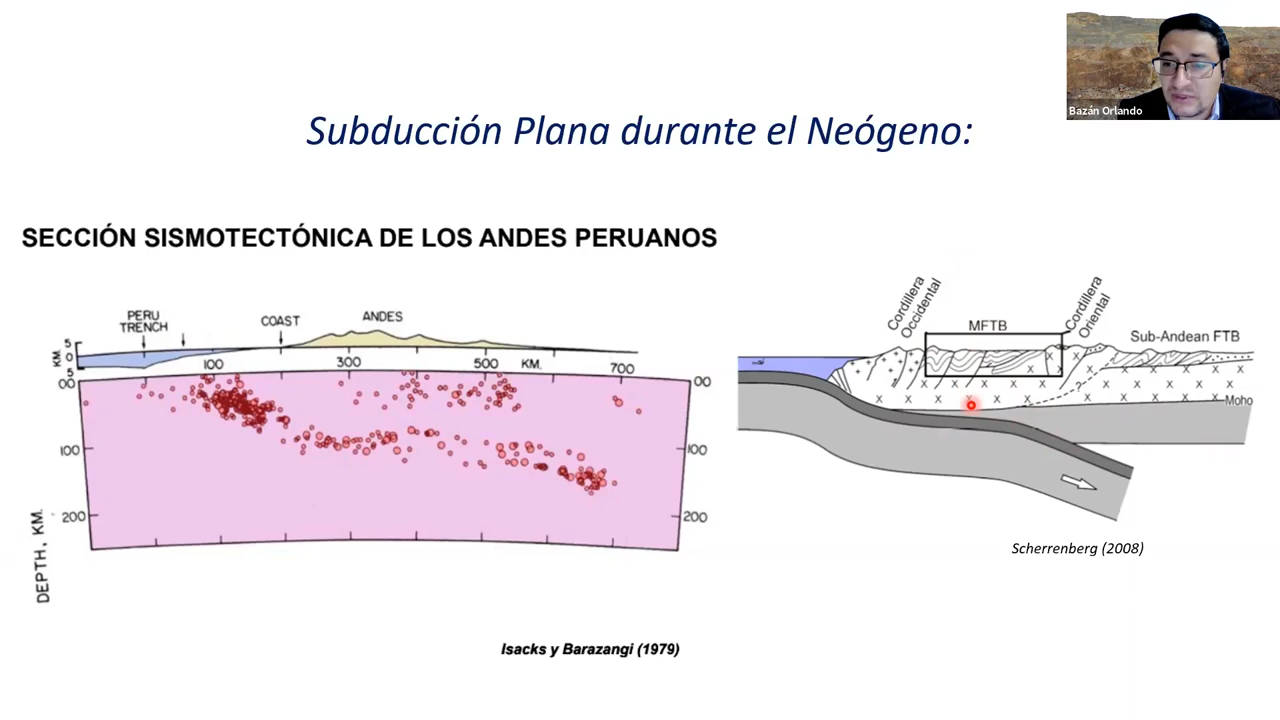 Bazán Orlando
Subducción Plana durante el Neógeno:
SECCIÓN SISMOTECTÓNICA DE LOS ANDES PERUANOS
PERU
TRENCH
COAST
ANDES
KM.
5
0
5
100
300
KM.
500
700
00
00
100
100
200
200
DEPTH, KM.
Isacks y Barazangi (1979)
Cordillera
Occidental
MFTB
Cordillera
Oriental
Sub-Andean FTB
Moho
Scherrenberg (2008)